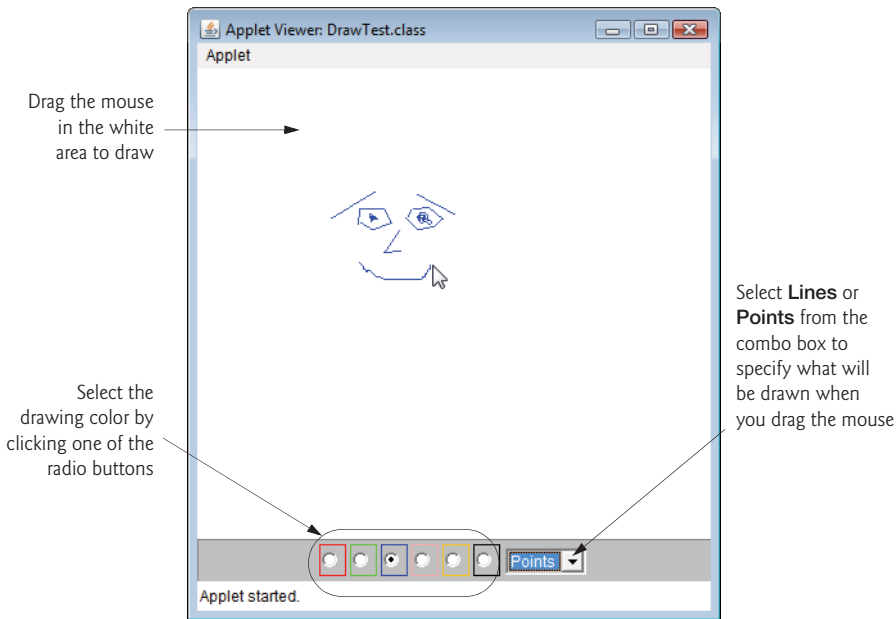 Applet Viewer: DrawTest.class
Applet
Drag the mouse
in the white
area to draw
Select Lines or
Points from the
combo box to
specify what will
be drawn when
you drag the mouse
Select the
drawing color by
clicking one of the
radio buttons
Points
Applet started.